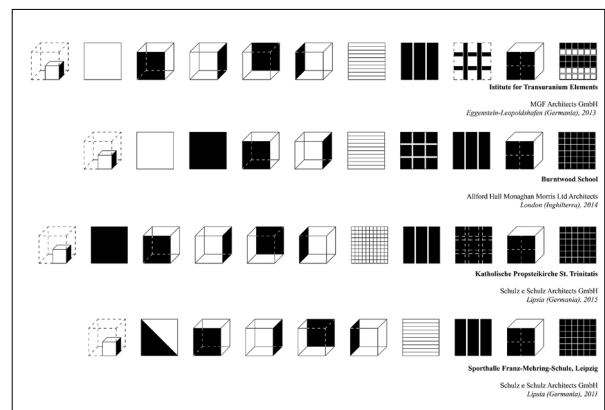 Istitute for Transuranium Elements
MGF Architects GmbH
Eggenstein-Leopoldshafen (Germania), 2013
Burntwood School
Allford Hall Monaghan Morris Ltd Architects
London (Inghilterra), 2014
Katholische Propsteikirche St. Trinitatis
Schulz e Schulz Architects GmbH
Lipsia (Germania), 2015
Sporthalle Franz-Mehring-Schule, Leipzig
Schulz e Schulz Architects GmbH
Lipsia (Germania), 2011